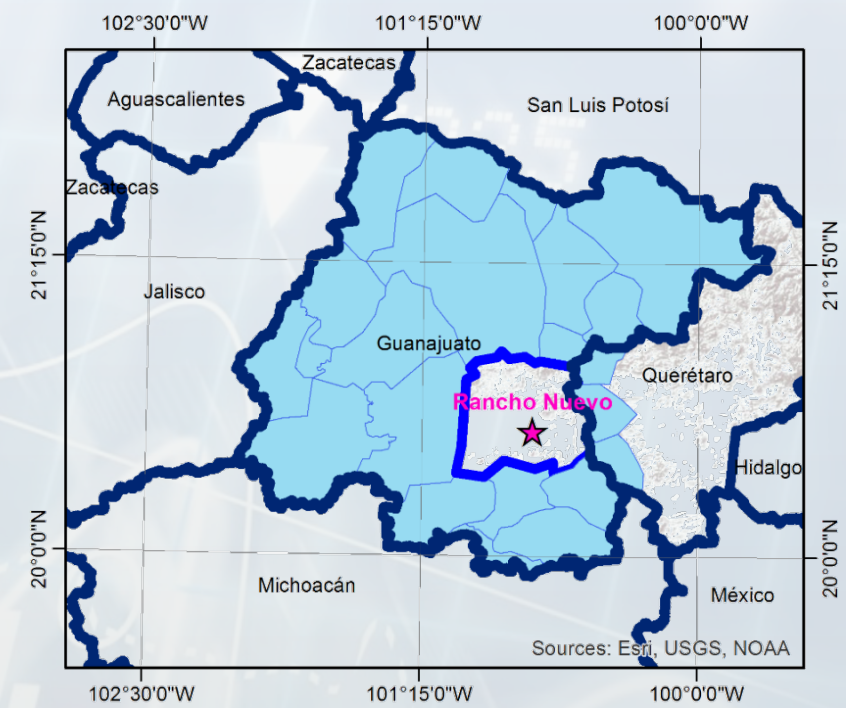 102°30'0"W 101°15'0"W 100°0'0"W
Zacatecas
Aguascalientes
San Luis Potosí
Zacatecas
21°15'0"N
21°15'0"N
Jalisco
Guanajuato
Querétaro
Rancho Nuevo
Hidalgo
20°0'0"N
20°0'0"N
Michoacán
México
Sources: Esri, USGS, NOAA
102°30'0"W 101°15'0"W 100°0'0"W